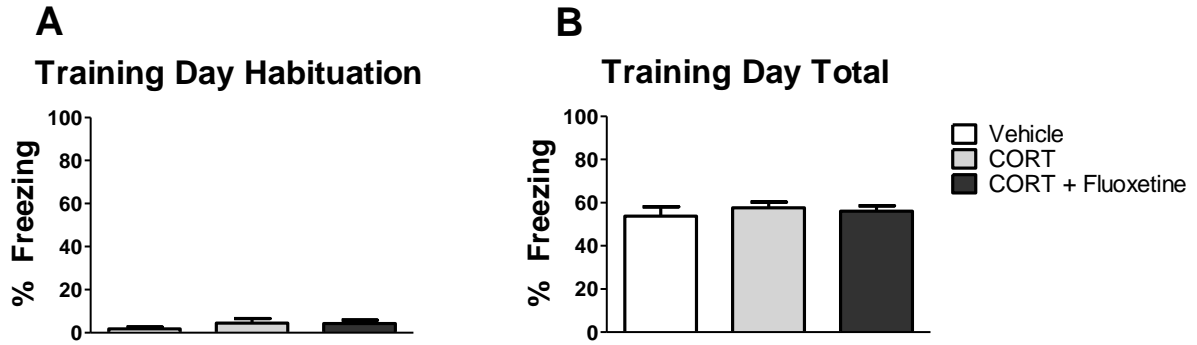 A
Training Day Habituation
% Freezing
100
80
60
40
20
0
B
Training Day Total
% Freezing
100
80
60
40
20
0
Vehicle
CORT
CORT + Fluoxetine